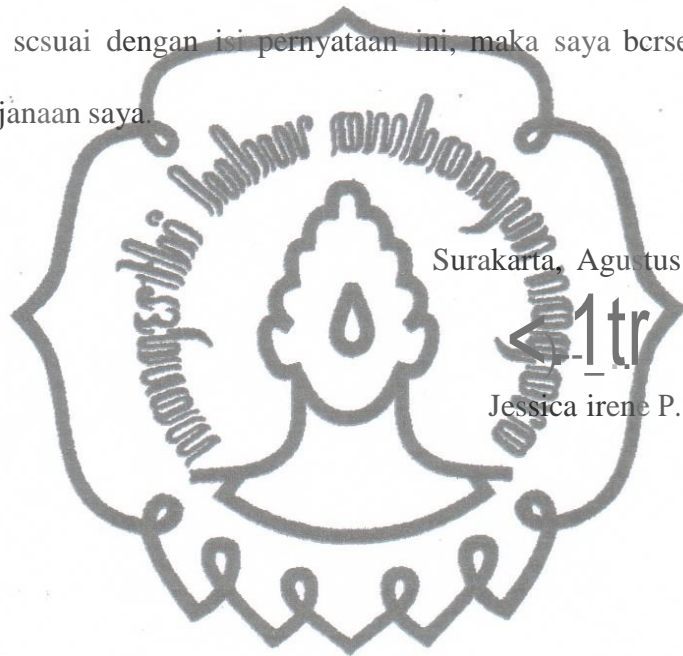 scsuai dengan isi pernyataan ini, maka saya bcrse
janaan saya.
Surakarta, Agustus
Jessica irene P.